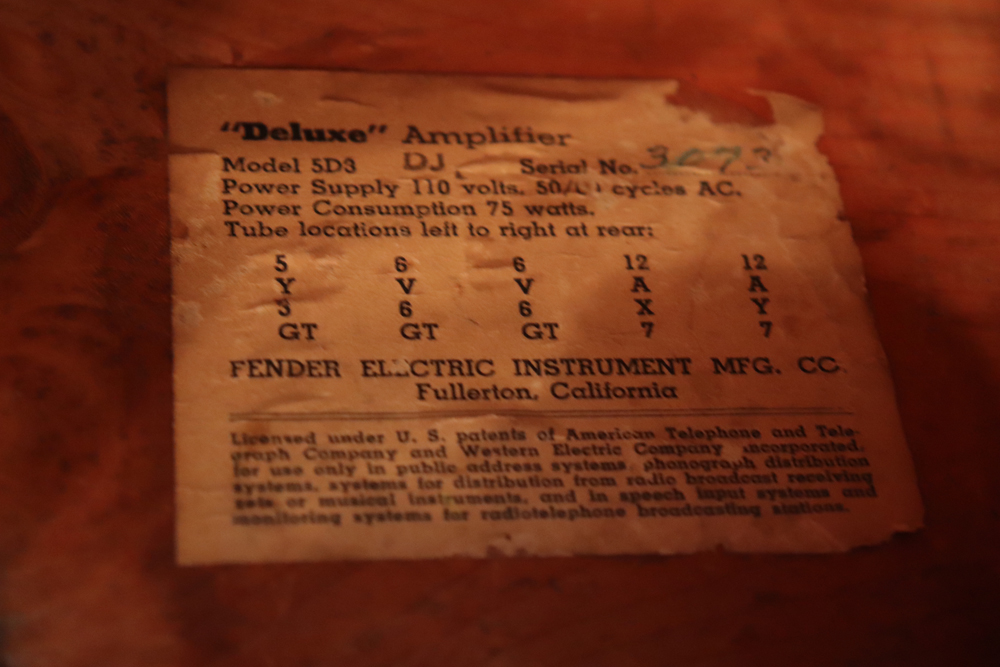 "Deluxe" Amplifier
Model 5D3 DJ Serial No.
Power Supply 110 volts. 50/ cycles AC.
Power Consumption 75 watts.
Tube locations left to right at rear:
5 6 6 12 12
Y V V A A
3 6 6 X Y
GT GT GT 7 7
FENDER ELECTRIC INSTRUMENT MFG. CO.
Fullerton, California
Licensed under U. S. patents of American Telephone and Tele-
graph Company and Western Electric Company incorporated,
for use only in public address systems, phonograph distribution
systems, systems for distribution from radio broadcast receiving
sets or musical instruments, and in speech input systems and
monitoring systems for radiotelephone broadcasting stations.